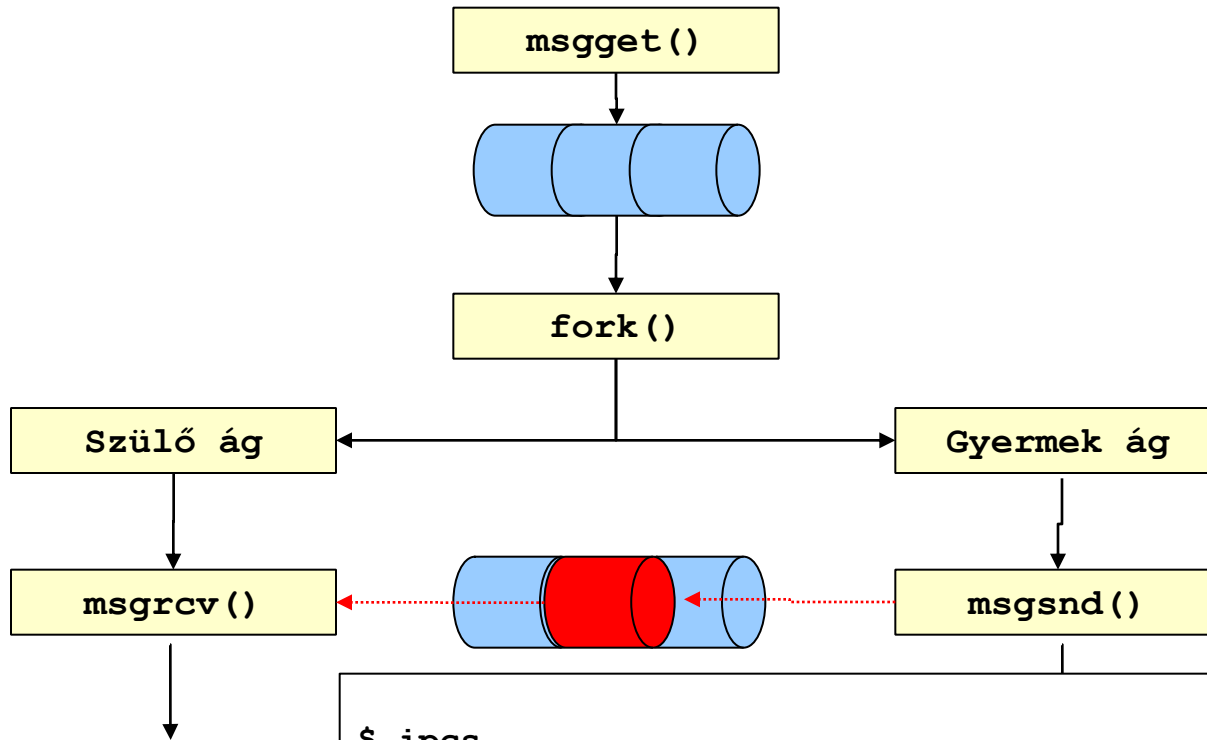 msgget()
fork()
Szülő ág
Gyermek ág
msgrcv()
msgsnd()
$ ipcs